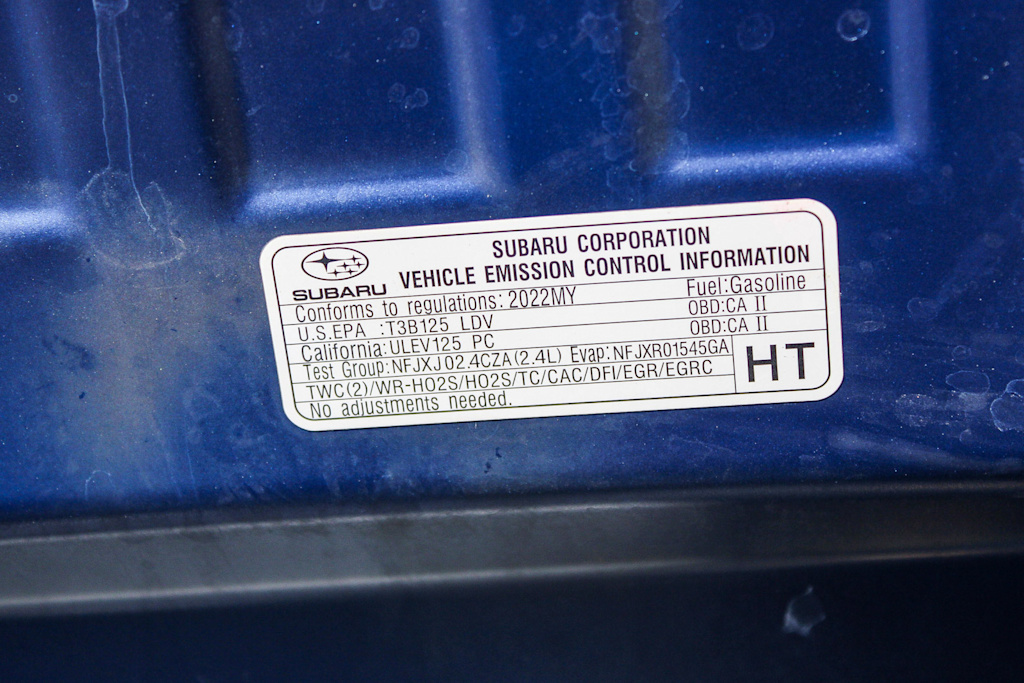 SUBARU
SUBARU CORPORATION
VEHICLE EMISSION CONTROL INFORMATION
Conforms to regulations: 2022MY Fuel:Gasoline
U.S.EPA :T3B125 LDV OBD:CA II
California:ULEV125 PC OBD:CA II
Test Group:NFJXJ02.4CZA(2.4L) Evap:NFJXR01545GA
TWC(2)/WR-HO2S/HO2S/TC/CAC/DFI/EGR/EGRC
No adjustments needed.
HT